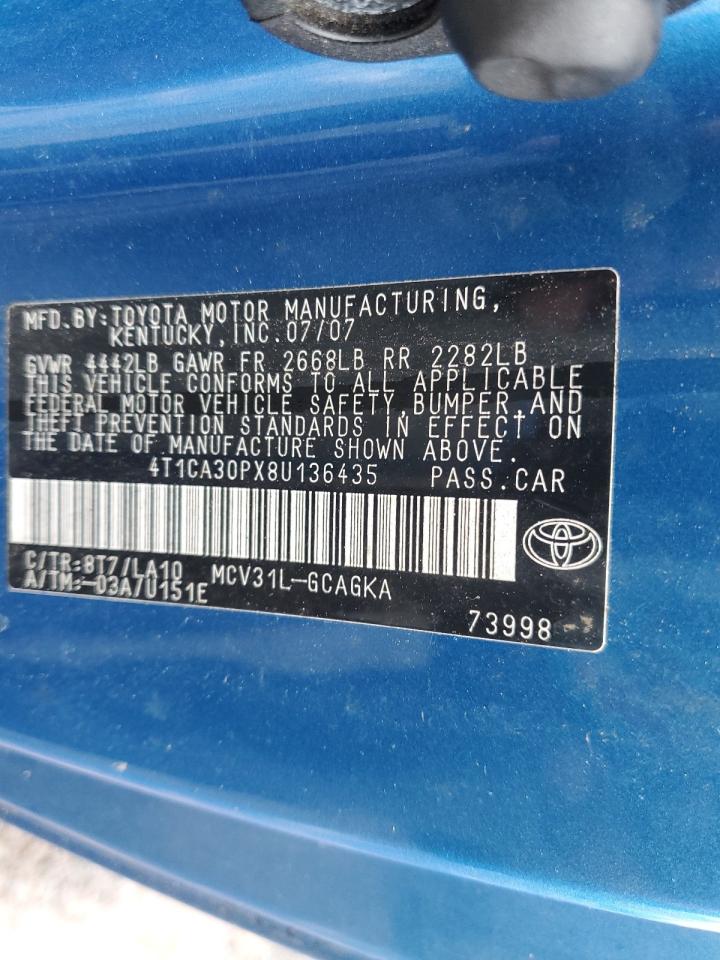 MFD.BY:TOYOTA MOTOR MANUFACTURING,
KENTUCKY,INC.07/07
GVWR 4442LB GAWR FR 2668LB RR 2282LB
THIS VEHICLE CONFORMS TO ALL APPLICABLE
FEDERAL MOTOR VEHICLE SAFETY,BUMPER,AND
THEFT PREVENTION STANDARDS IN EFFECT ON
THE DATE OF MANUFACTURE SHOWN ABOVE.
4T1CA30PX8U136435 PASS.CAR
C/TR:8T7/LA10 MCV31L-GCAGKA
A/TM:-03A/U151E
73998